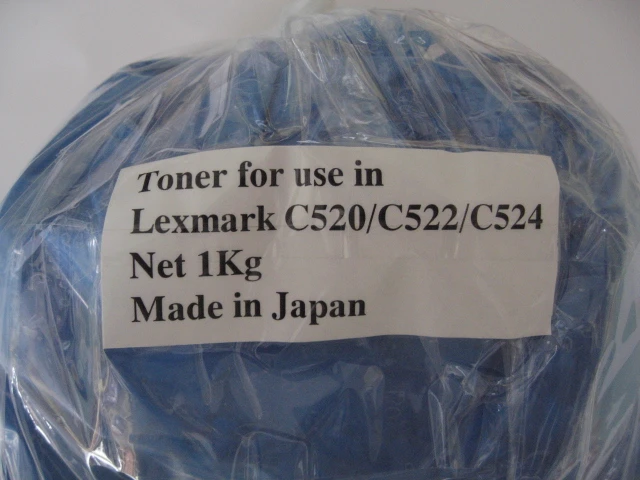 Toner for use in
Lexmark C520/C522/C524
Net 1Kg
Made in Japan